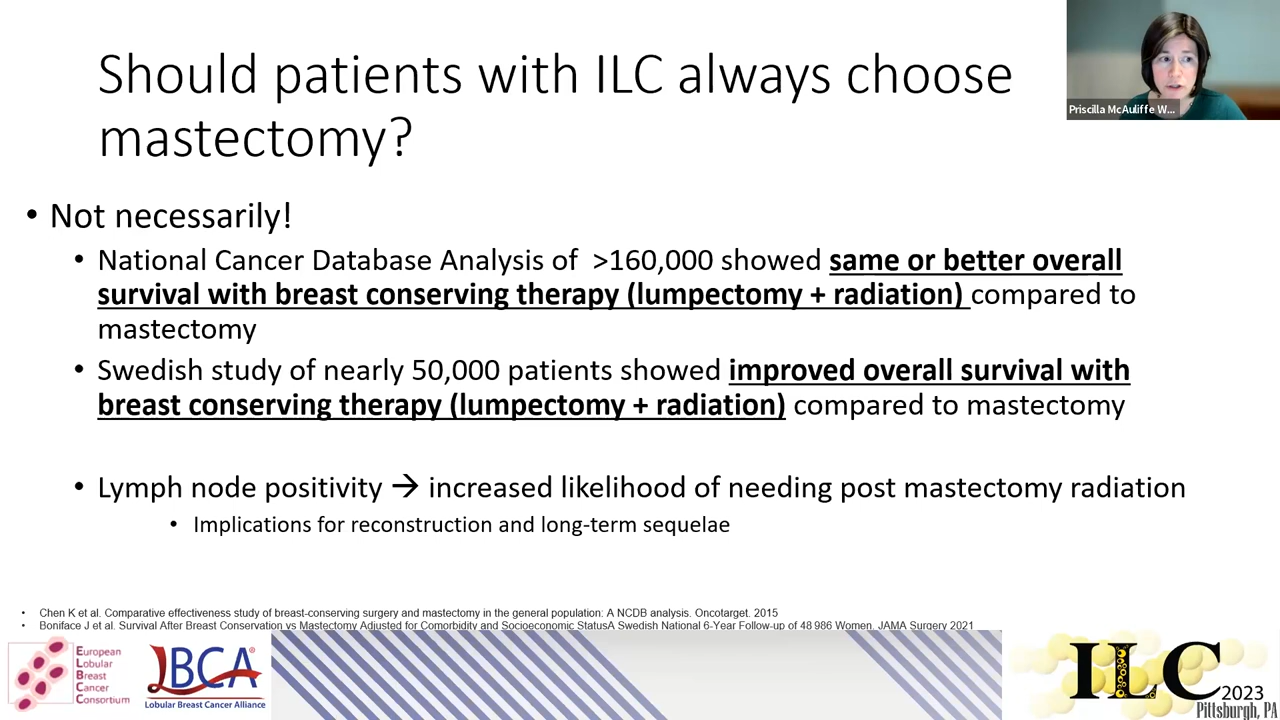 Should patients with ILC always choose
mastectomy?
Priscilla McAuliffe W...
• Not necessarily!
• National Cancer Database Analysis of >160,000 showed same or better overall
survival with breast conserving therapy (lumpectomy + radiation) compared to
mastectomy
• Swedish study of nearly 50,000 patients showed improved overall survival with
breast conserving therapy (lumpectomy + radiation) compared to mastectomy
• Lymph node positivity → increased likelihood of needing post mastectomy radiation
• Implications for reconstruction and long-term sequelae
• Chen K et al. Comparative effectiveness study of breast-conserving surgery and mastectomy in the general population: A NCDB analysis. Oncotarget. 2015
• Boniface J et al. Survival After Breast Conservation vs Mastectomy Adjusted for Comorbidity and Socioeconomic StatusA Swedish National 6-Year Follow-up of 48 986 Women. JAMA Surgery 2021
European
Lobular
Breast
Cancer
Consortium
LBCA®
Lobular Breast Cancer Alliance
ILC 2023
Pittsburgh, PA